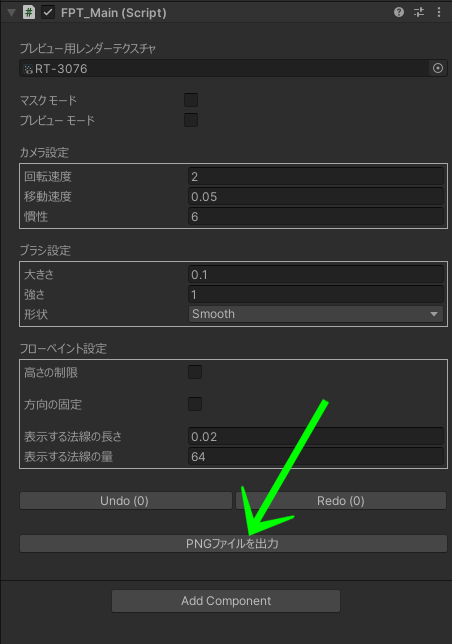 FPT_Main (Script)
プレビュー用レンダーテクスチャ
RT-3076
マスクモード
プレビューモード
カメラ設定
回転速度 2
移動速度 0.05
慣性 6
ブラシ設定
大きさ 0.1
強さ 1
形状 Smooth
フローペイント設定
高さの制限
方向の固定
表示する法線の長さ 0.02
表示する法線の量 64
Undo (0) Redo (0)
PNGファイルを出力
Add Component